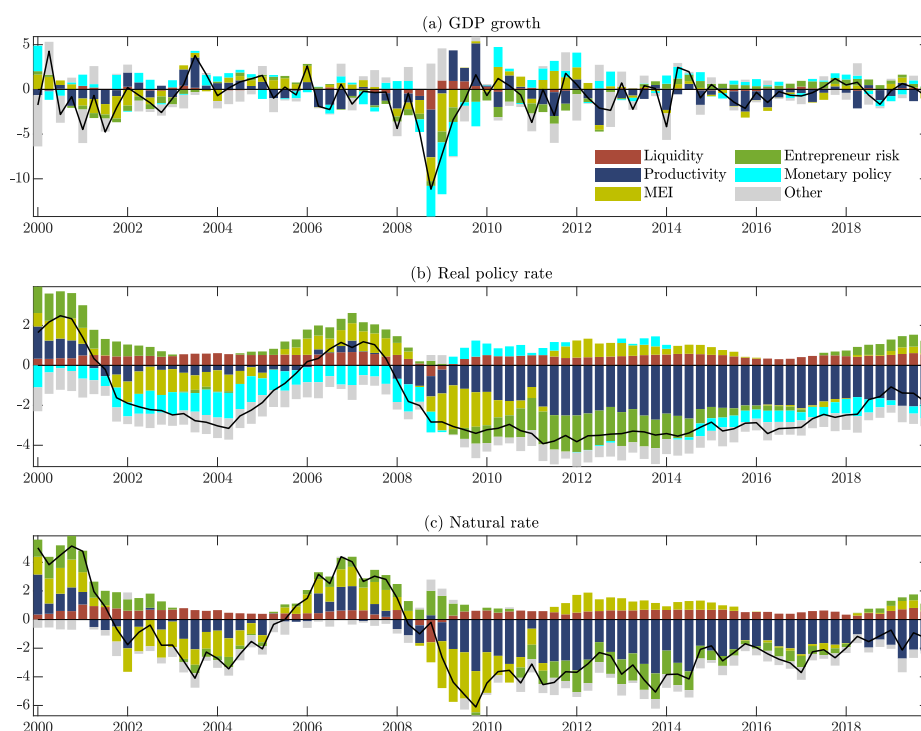 (a) GDP growth
5
0
-5
-10
Liquidity
Productivity
MEI
Entrepreneur risk
Monetary policy
Other
2000 2002 2004 2006 2008 2010 2012 2014 2016 2018
(b) Real policy rate
2
0
-2
-4
2000 2002 2004 2006 2008 2010 2012 2014 2016 2018
(c) Natural rate
4
2
0
-2
-4
-6
2000 2002 2004 2006 2008 2010 2012 2014 2016 2018